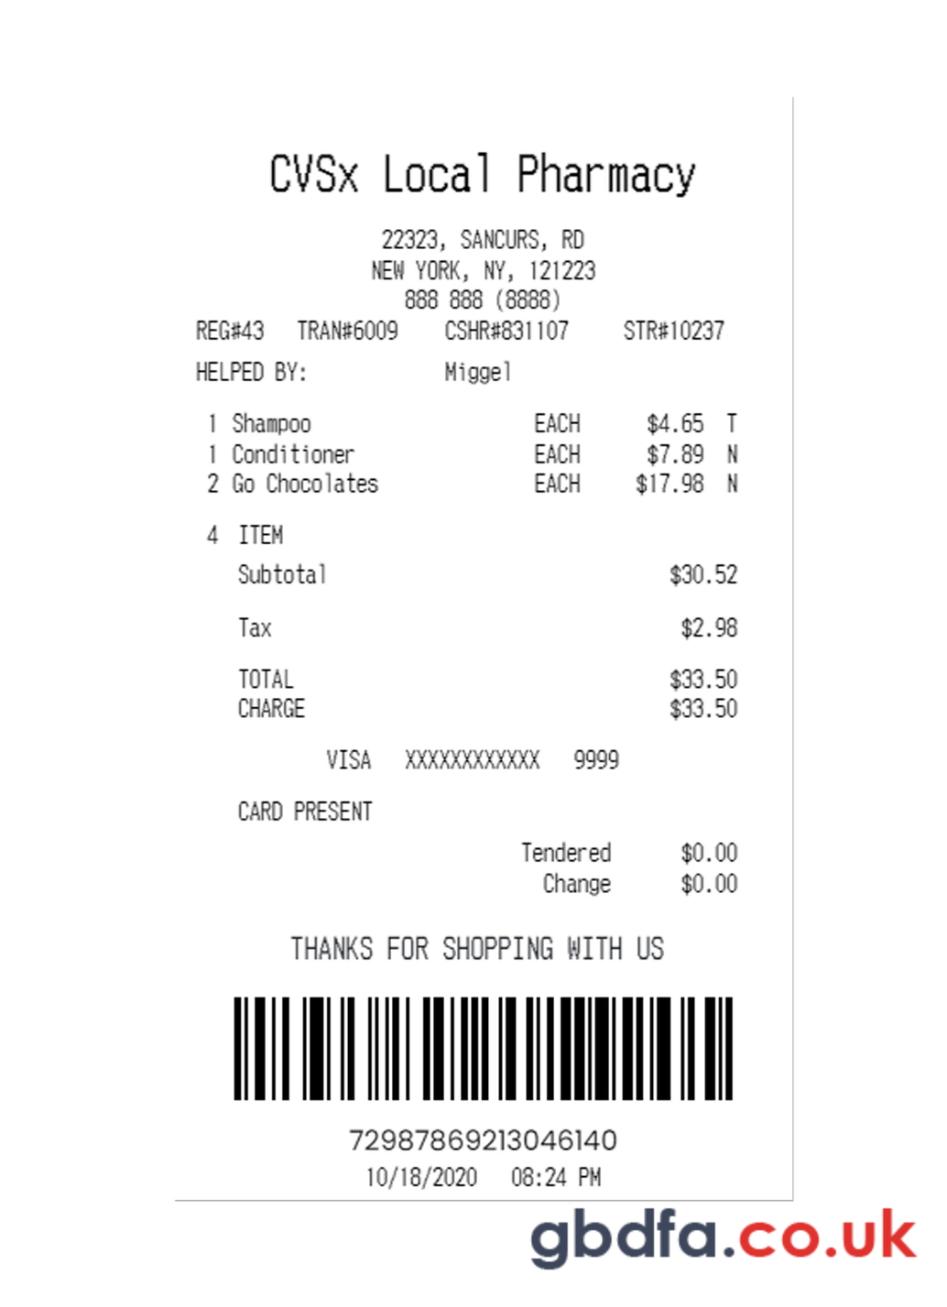 CVSx Local Pharmacy
22323, SANCURS, RD
NEW YORK, NY, 121223
888 888 (8888)
REG#43 TRAN#6009 CSHR#831107 STR#10237
HELPED BY: Miggel
1 Shampoo EACH $4.65 T
1 Conditioner EACH $7.89 N
2 Go Chocolates EACH $17.98 N
4 ITEM
Subtotal $30.52
Tax $2.98
TOTAL $33.50
CHARGE $33.50
VISA XXXXXXXXXXXX 9999
CARD PRESENT
Tendered $0.00
Change $0.00
THANKS FOR SHOPPING WITH US
72987869213046140
10/18/2020 08:24 PM
gbdfa.co.uk